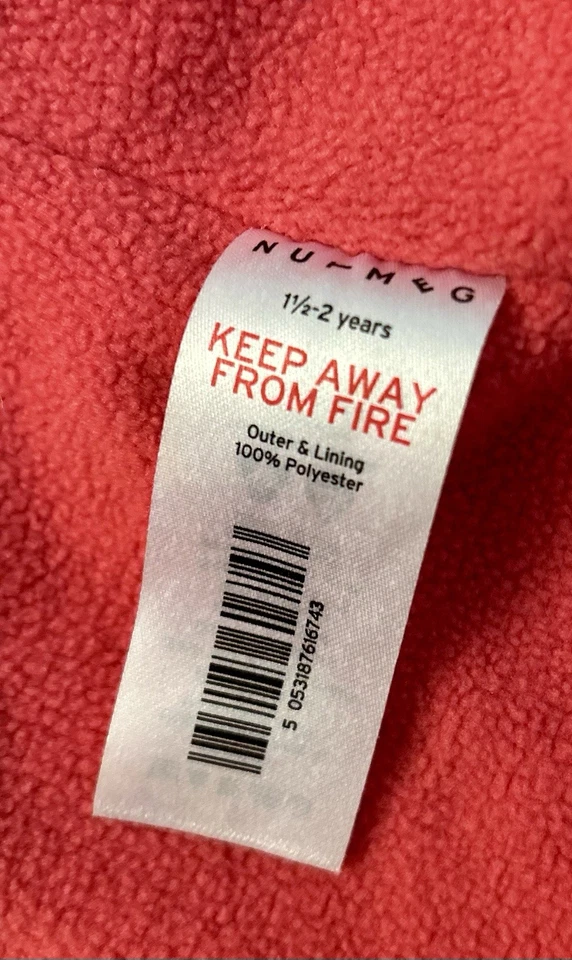 NUTMEG
1½-2 years
KEEP AWAY
FROM FIRE
Outer & Lining
100% Polyester
5 053187616743